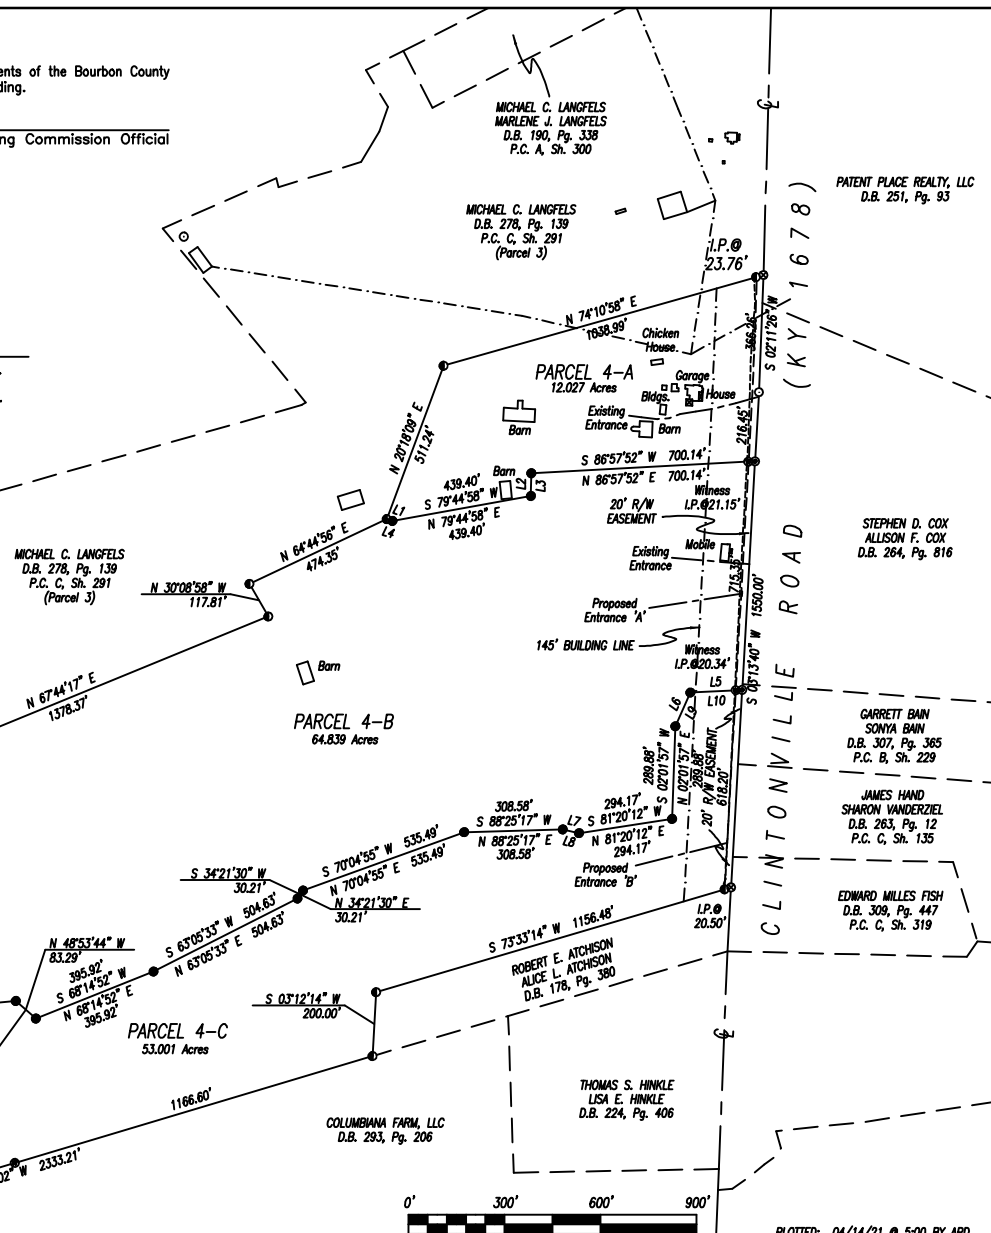 ents of the Bourbon County
ding.
ng Commission Official
MICHAEL C. LANGFELS
MARLENE J. LANGFELS
D.B. 190, Pg. 338
P.C. A, Sh. 300
PATENT PLACE REALTY, LLC
D.B. 251, Pg. 93
MICHAEL C. LANGFELS
D.B. 278, Pg. 139
P.C. C, Sh. 291
(Parcel 3)
I.P.@
23.76'
(KY 1678)
N 74°10'58" E
1038.99'
366.26'
S 02°11'26" W
Chicken
House
PARCEL 4-A
12.027 Acres
Garage
Bldgs.
House
Existing
Entrance
Barn
Barn
216.45'
N 20°18'09" E
511.24'
S 86°57'52" W 700.14'
N 86°57'52" E 700.14'
Barn
439.40'
S 79°44'58" W
N 79°44'58" E
439.40'
L2
L3
L1
L4
Witness
I.P.@21.15'
20' R/W
EASEMENT
STEPHEN D. COX
ALLISON F. COX
D.B. 264, Pg. 816
MICHAEL C. LANGFELS
D.B. 278, Pg. 139
P.C. C, Sh. 291
(Parcel 3)
N 64°44'56" E
474.35'
Mobile
Existing
Entrance
715.35'
N 30°08'58" W
117.81'
Proposed
Entrance 'A'
145' BUILDING LINE
1550.00'
S 03°13'40" W
Witness
I.P.@20.34'
Barn
N 67°44'17" E
1378.37'
L5
L10
L6
L9
PARCEL 4-B
64.839 Acres
CLINTONVILLE ROAD
GARRETT BAIN
SONYA BAIN
D.B. 307, Pg. 365
P.C. B, Sh. 229
289.88'
S 02°01'57" W
N 02°01'57" E
289.88'
20' R/W EASEMENT
618.20'
JAMES HAND
SHARON VANDERZIEL
D.B. 263, Pg. 12
P.C. C, Sh. 135
308.58'
S 88°25'17" W
N 88°25'17" E
308.58'
L7
L8
294.17'
S 81°20'12" W
N 81°20'12" E
294.17'
S 70°04'55" W 535.49'
N 70°04'55" E 535.49'
Proposed
Entrance 'B'
S 34°21'30" W
30.21'
N 34°21'30" E
30.21'
EDWARD MILLES FISH
D.B. 309, Pg. 447
P.C. C, Sh. 319
I.P.@
20.50'
S 63°05'33" W 504.63'
N 63°05'33" E 504.63'
S 73°33'14" W 1156.48'
N 48°53'44" W
83.29'
395.92'
S 68°14'52" W
N 68°14'52" E
395.92'
ROBERT E. ATCHISON
ALICE L. ATCHISON
D.B. 178, Pg. 380
S 03°12'14" W
200.00'
PARCEL 4-C
53.001 Acres
1166.60'
THOMAS S. HINKLE
LISA E. HINKLE
D.B. 224, Pg. 406
COLUMBIANA FARM, LLC
D.B. 293, Pg. 206
02" W 2333.21'
0' 300' 600' 900'
PLOTTED: 04/14/21 @ 5:00 BY ARD